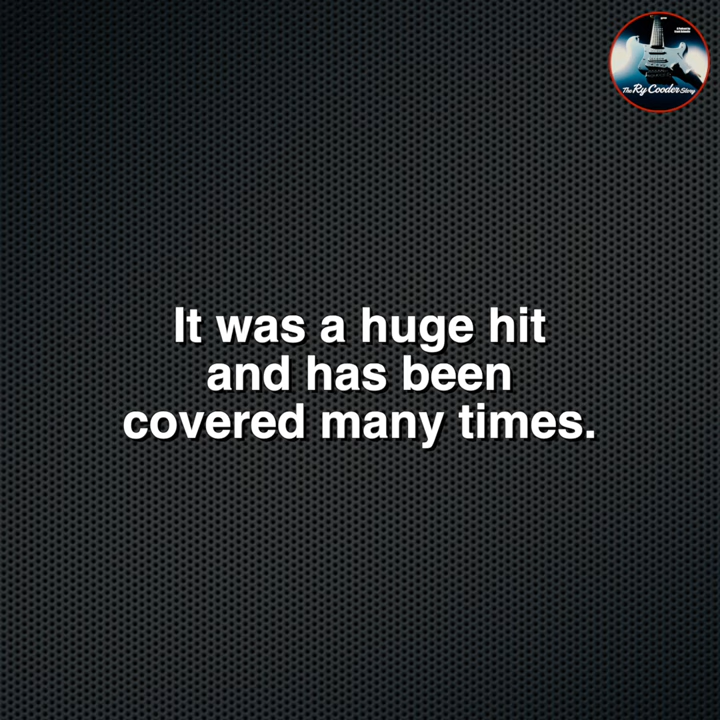 The Ry Cooder Story
It was a huge hit
and has been
covered many times.